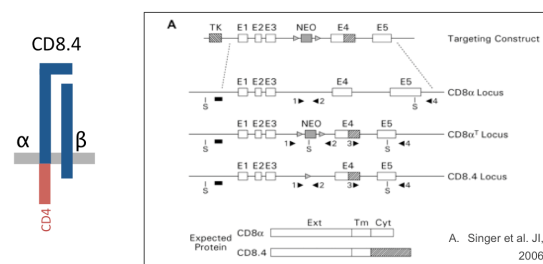 CD8.4
α
β
CD4
A
TK E1 E2 E3 NEO E4 E5
Targeting Construct
E1 E2 E3 E4 E5
S 1 2 S 4
CD8α Locus
E1 E2 E3 NEO E4 E5
S 1 S 2 3 S 4
CD8αᵀ Locus
E1 E2 E3 E4 E5
S 1 2 3 S 4
CD8.4 Locus
Ext Tm Cyt
Expected
Protein
CD8α
CD8.4
A. Singer et al. JI,
2006